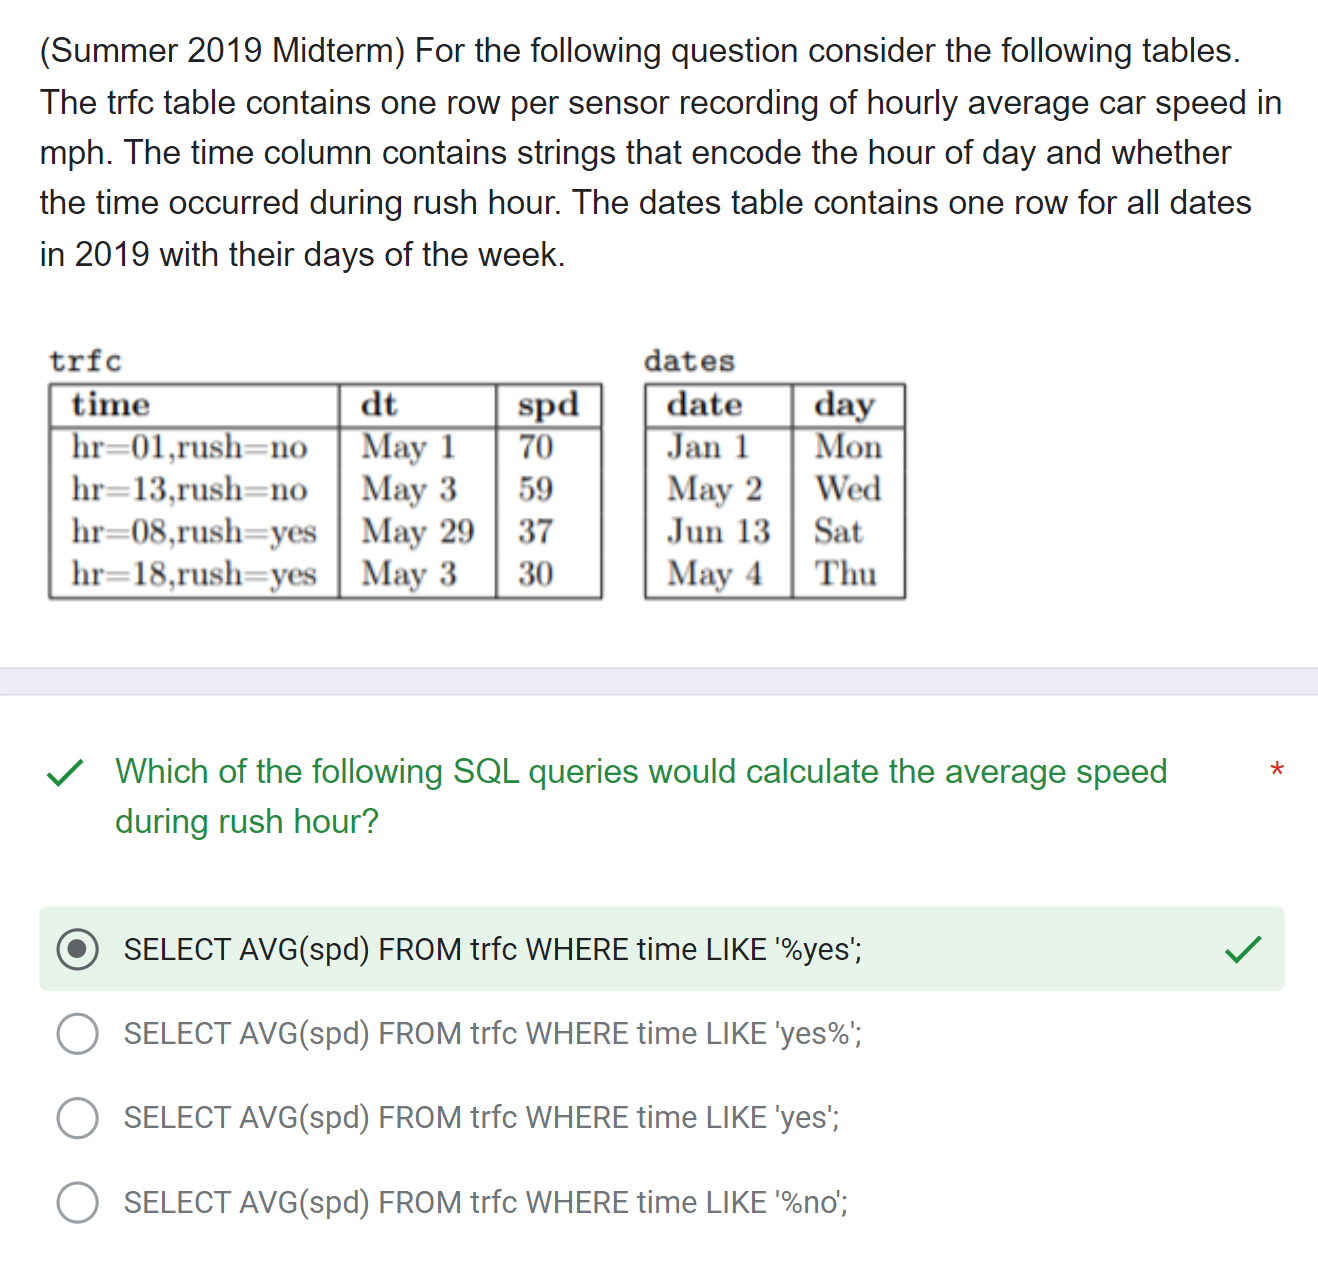 (Summer 2019 Midterm) For the following question consider the following tables.
The trfc table contains one row per sensor recording of hourly average car speed in
mph. The time column contains strings that encode the hour of day and whether
the time occurred during rush hour. The dates table contains one row for all dates
in 2019 with their days of the week.
trfc
time dt spd
hr=01,rush=no May 1 70
hr=13,rush=no May 3 59
hr=08,rush=yes May 29 37
hr=18,rush=yes May 3 30
dates
date day
Jan 1 Mon
May 2 Wed
Jun 13 Sat
May 4 Thu
Which of the following SQL queries would calculate the average speed *
during rush hour?
SELECT AVG(spd) FROM trfc WHERE time LIKE '%yes';
SELECT AVG(spd) FROM trfc WHERE time LIKE 'yes%';
SELECT AVG(spd) FROM trfc WHERE time LIKE 'yes';
SELECT AVG(spd) FROM trfc WHERE time LIKE '%no';